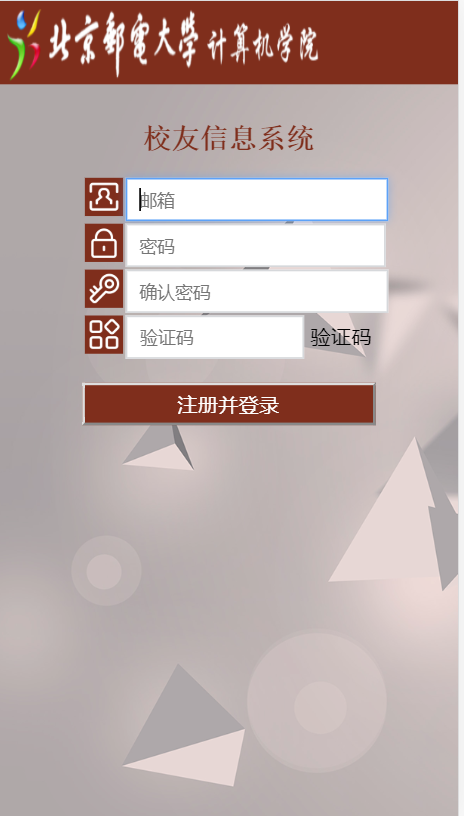 北京郵電大學 计算机学院
校友信息系统
邮箱
密码
确认密码
验证码 验证码
注册并登录